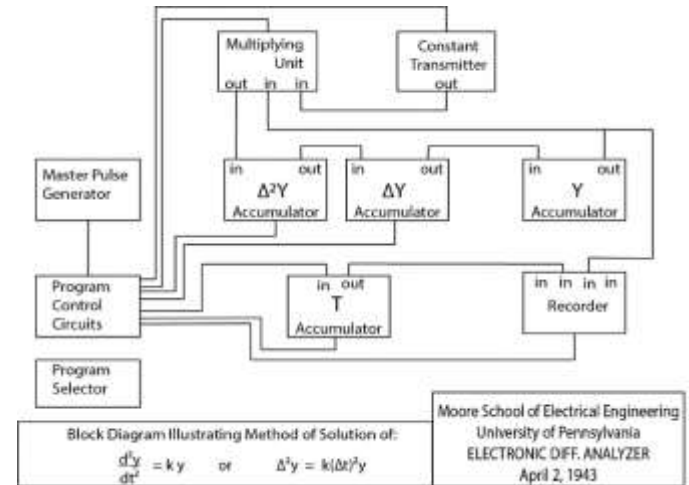 Multiplying
Unit
out in in
Constant
Transmitter
out
Master Pulse
Generator
in out
Δ²Y
Accumulator
in out
ΔY
Accumulator
in out
Y
Accumulator
Program
Control
Circuits
in out
T
Accumulator
in in in in
Recorder
Program
Selector
Block Diagram Illustrating Method of Solution of:
d²y/dt² = k y or Δ²y = k(Δt)²y
Moore School of Electrical Engineering
University of Pennsylvania
ELECTRONIC DIFF. ANALYZER
April 2, 1943